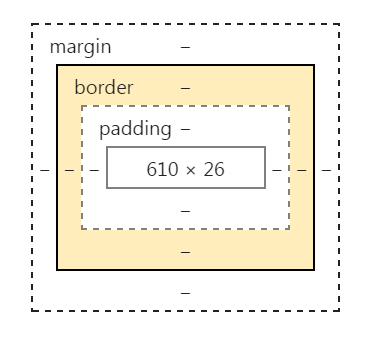 margin –
border –
padding –
– – – 610 × 26 – – –
–
–
–